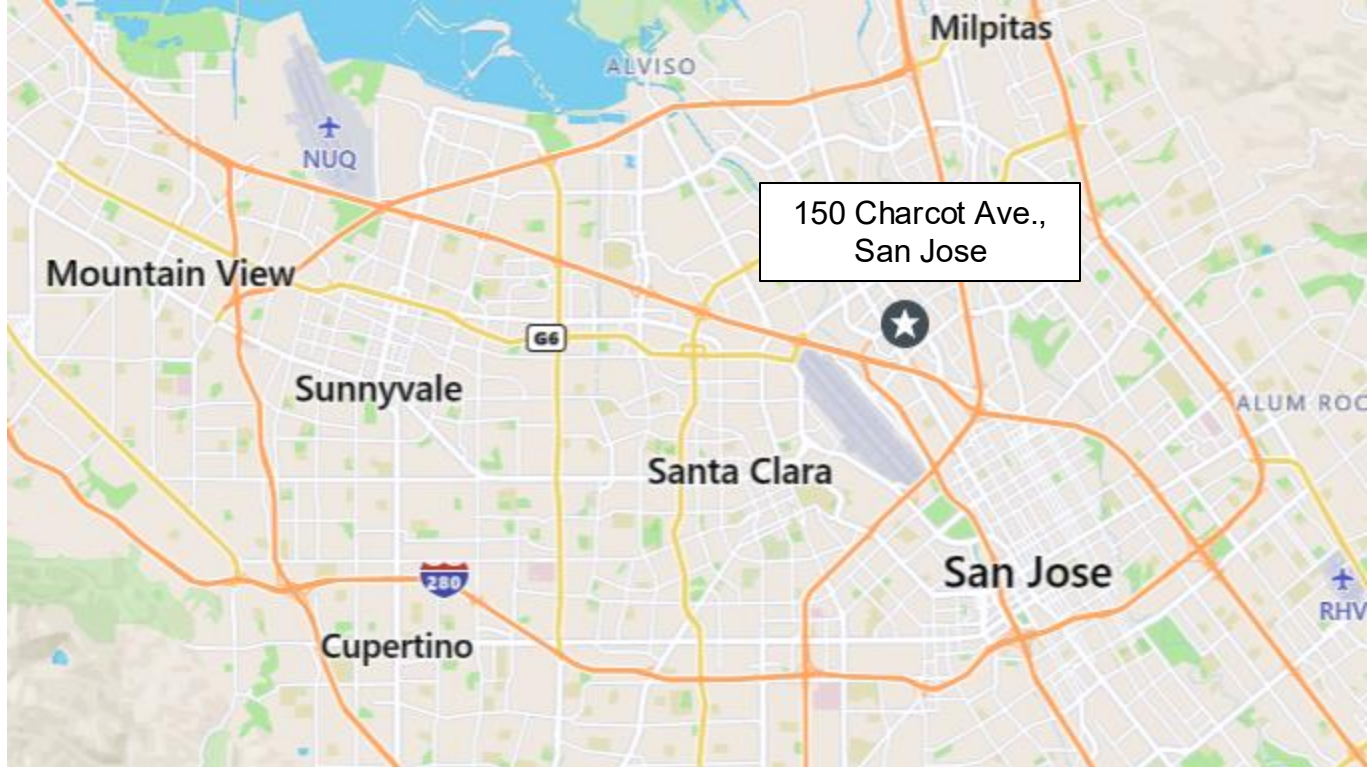 Milpitas
ALVISO
NUQ
150 Charcot Ave.,
San Jose
Mountain View
G6
Sunnyvale
ALUM ROC
Santa Clara
San Jose
280
RHV
Cupertino